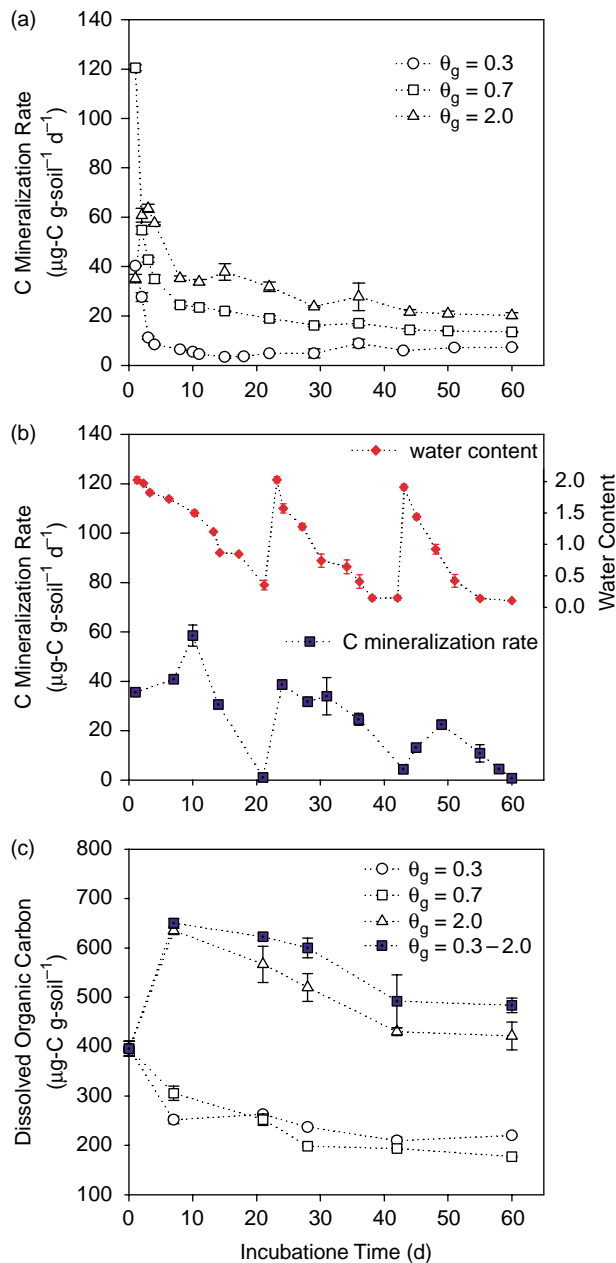 (a)
140
120
100
80
60
40
20
0
C Mineralization Rate
(μg-C g-soil⁻¹ d⁻¹)
θg = 0.3
θg = 0.7
θg = 2.0
0 10 20 30 40 50 60
(b)
140
120
100
80
60
40
20
0
C Mineralization Rate
(μg-C g-soil⁻¹ d⁻¹)
water content
2.0
1.5
1.0
0.5
0.0
Water Content
C mineralization rate
0 10 20 30 40 50 60
(c)
800
700
600
500
400
300
200
100
Dissolved Organic Carbon
(μg-C g-soil⁻¹)
θg = 0.3
θg = 0.7
θg = 2.0
θg = 0.3–2.0
0 10 20 30 40 50 60
Incubatione Time (d)